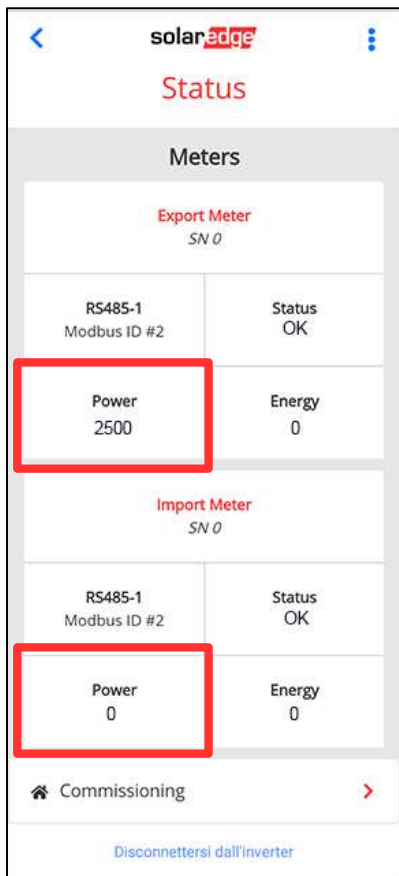 solaredge
Status
Meters
Export Meter
SN 0
RS485-1
Modbus ID #2
Status
OK
Power
2500
Energy
0
Import Meter
SN 0
RS485-1
Modbus ID #2
Status
OK
Power
0
Energy
0
Commissioning
Disconnettersi dall'inverter